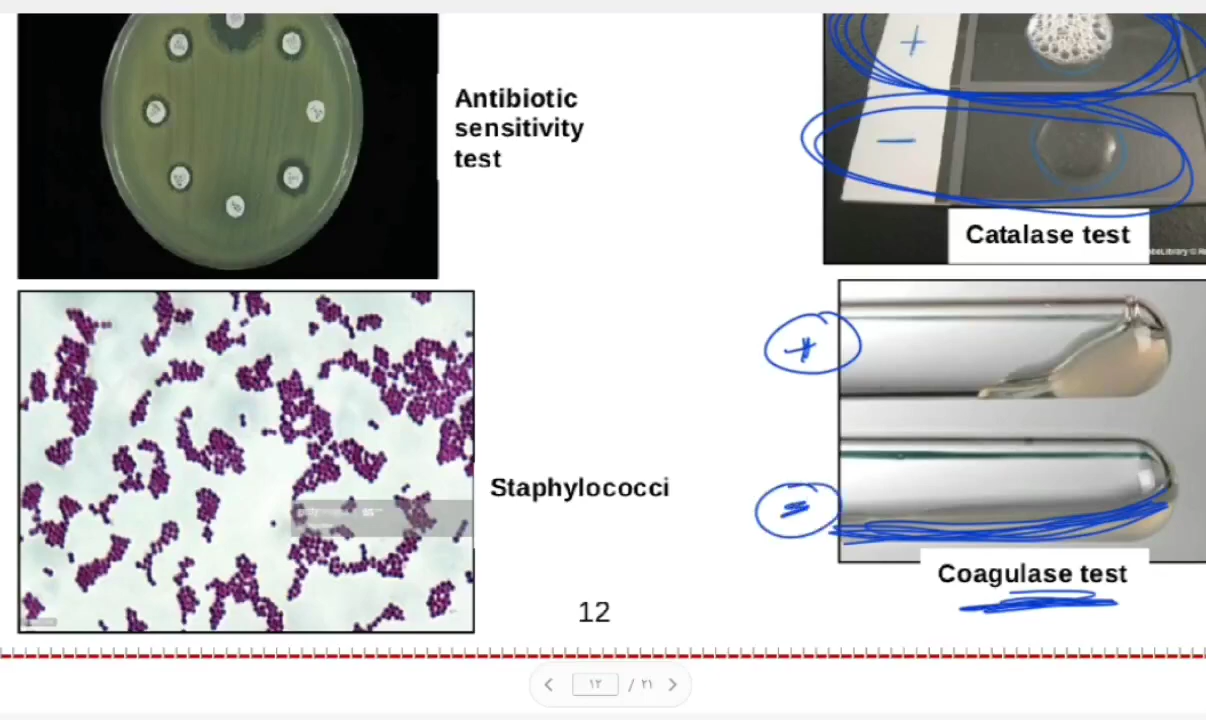 Antibiotic
sensitivity
test
+
−
Catalase test
Staphylococci
+
Coagulase test
12
١٢ / ٢١